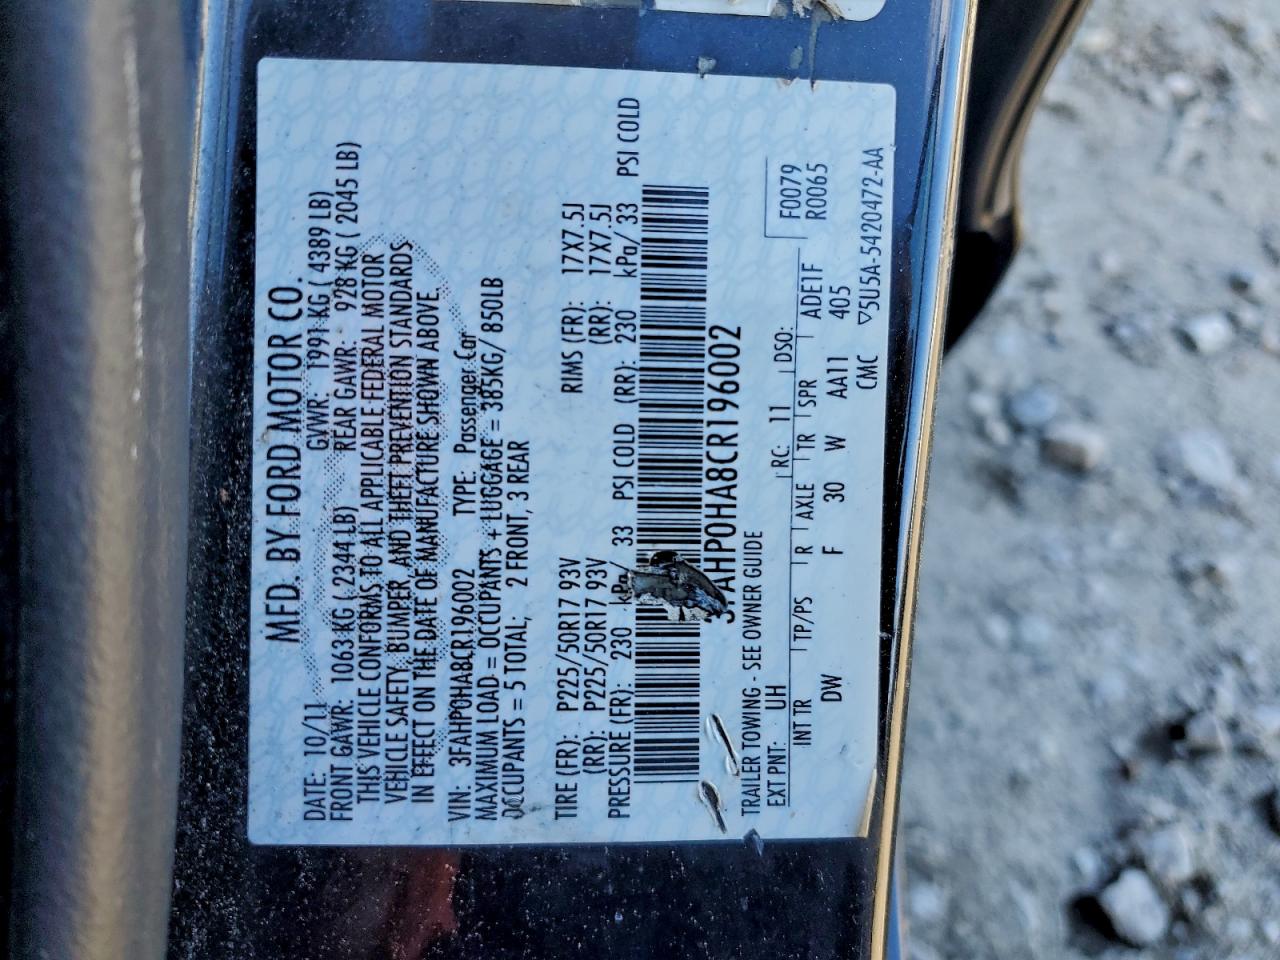 MFD. BY FORD MOTOR CO.
DATE: 10/11 GVWR: 1991 KG ( 4389 LB)
FRONT GAWR: 1063 KG ( 2344 LB) REAR GAWR: 928 KG ( 2045 LB)
THIS VEHICLE CONFORMS TO ALL APPLICABLE FEDERAL MOTOR
VEHICLE SAFETY, BUMPER, AND THEFT PREVENTION STANDARDS
IN EFFECT ON THE DATE OF MANUFACTURE SHOWN ABOVE.
VIN: 3FAHP0HA8CR196002 TYPE: Passenger Car
MAXIMUM LOAD = OCCUPANTS + LUGGAGE = 385KG/ 850LB
OCCUPANTS = 5 TOTAL; 2 FRONT, 3 REAR
TIRE (FR): P225/50R17 93V RIMS (FR): 17X7.5J
(RR): P225/50R17 93V (RR): 17X7.5J
PRESSURE (FR): 230 kPa 33 PSI COLD (RR): 230 kPa/ 33 PSI COLD
3FAHP0HA8CR196002
TRAILER TOWING - SEE OWNER GUIDE
F0079
R0065
EXT PNT: UH RC: 11 DSO:
INT TR TP/PS R AXLE TR SPR ADE1F
DW F 30 W AA11 405
CMC ▽5U5A-5420472-AA